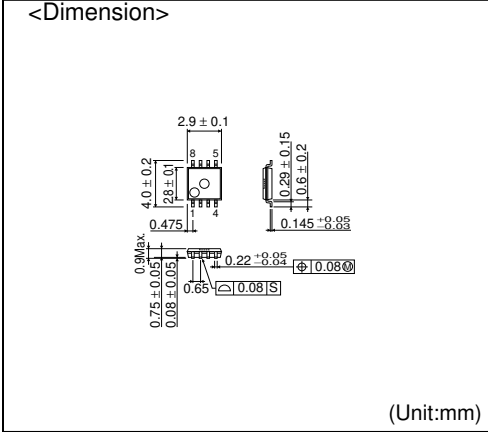 <Dimension>
2.9 ± 0.1
8 5
4.0 ± 0.2
2.8 ± 0.1
1 4
0.475
0.29 ± 0.15
0.6 ± 0.2
0.145 +0.05 −0.03
0.9Max.
0.75 ± 0.05
0.08 ± 0.05
0.22 +0.05 −0.04
⌖ 0.08Ⓜ
0.65
⌓ 0.08 S
(Unit:mm)